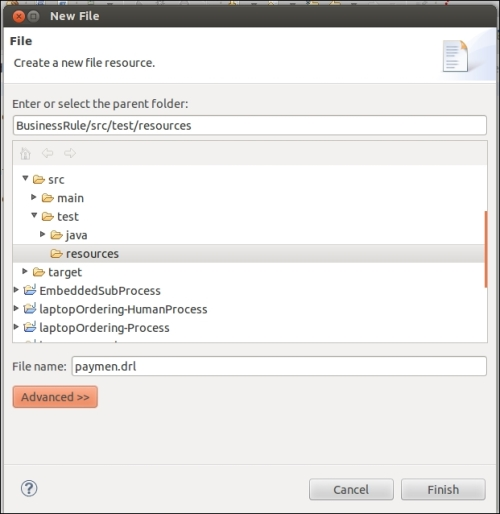 New File
File
Create a new file resource.
Enter or select the parent folder:
BusinessRule/src/test/resources
src
main
test
java
resources
target
EmbeddedSubProcess
laptopOrdering-HumanProcess
laptopOrdering-Process
File name: paymen.drl
Advanced >>
Cancel Finish